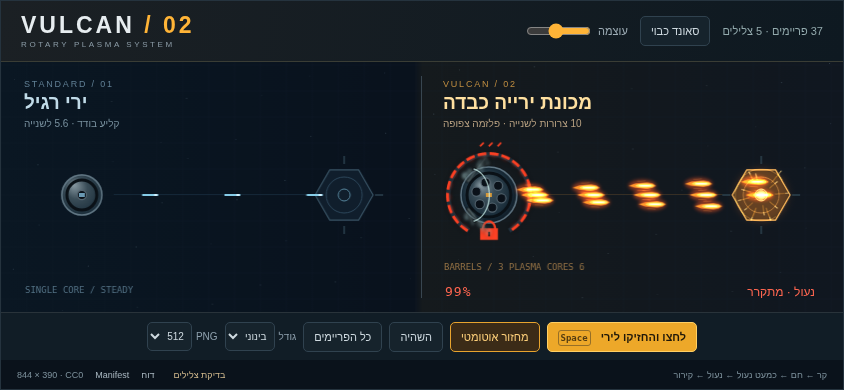 VULCAN / 02
ROTARY PLASMA SYSTEM
37 פריימים · 5 צלילים
סאונד כבוי
עוצמה
STANDARD / 01
ירי רגיל
קליע בודד · 5.6 לשנייה
SINGLE CORE / STEADY
VULCAN / 02
מכונת ירייה כבדה
10 צרורות לשנייה · פלזמה צפופה
BARRELS / 3 PLASMA CORES 6
99%
נעול · מתקרר
לחצו והחזיקו לירי Space
מחזור אוטומטי
השהיה
כל הפריימים
גודל
בינוני
PNG
512
קר ← חם ← כמעט נעול ← נעול ← קירור
בדיקת צלילים
דוח
Manifest
844 × 390 · CC0